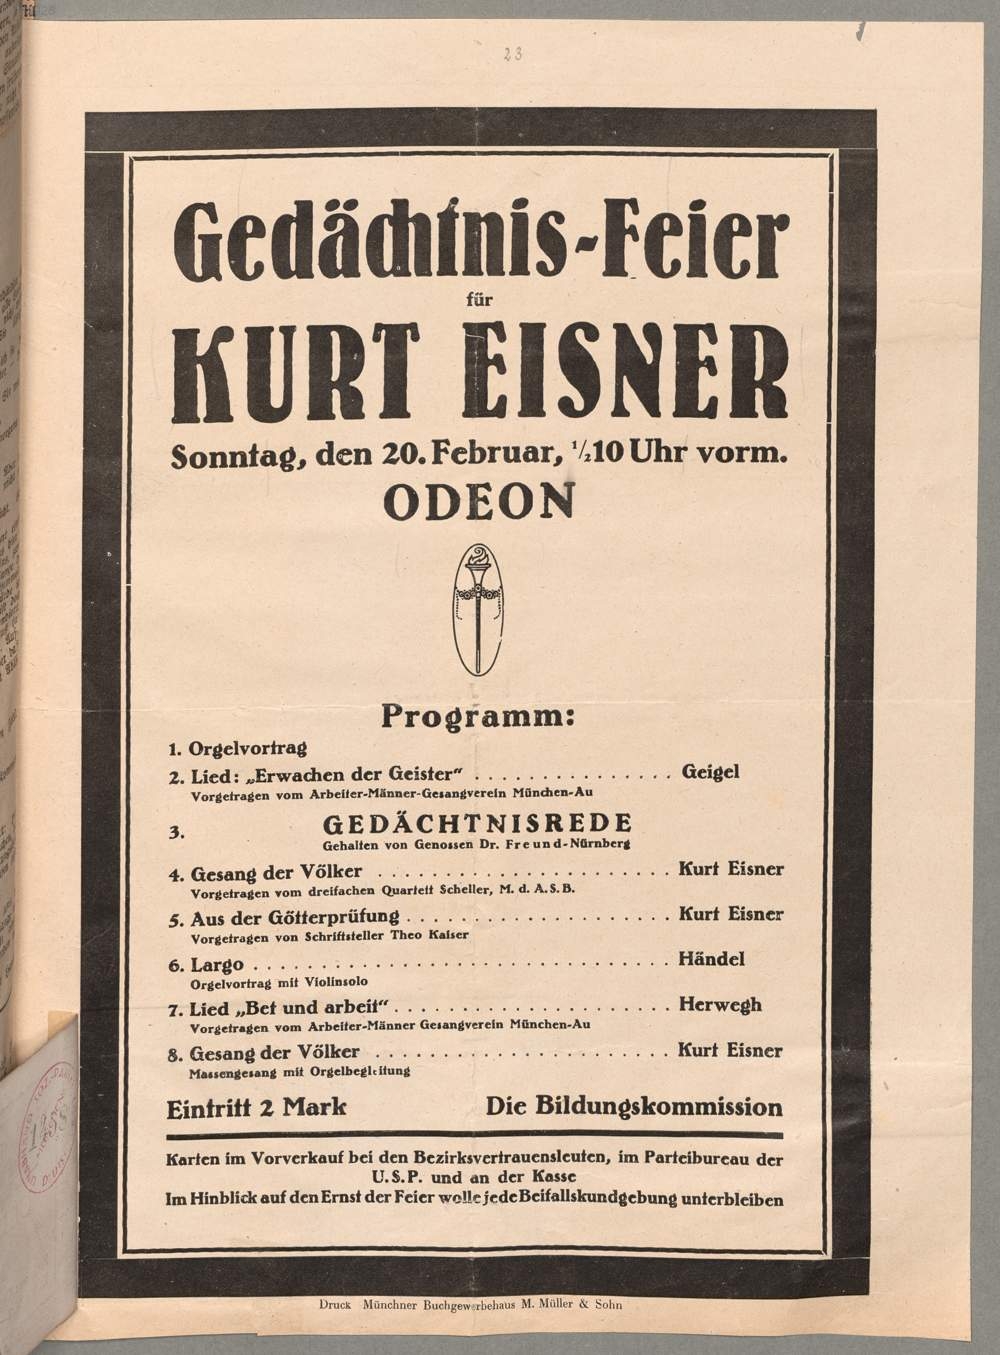 23
Gedächtnis-Feier
für
KURT EISNER
Sonntag, den 20. Februar, ½10 Uhr vorm.
ODEON
Programm:
1. Orgelvortrag
2. Lied: „Erwachen der Geister“ . . . . . . . . . . . . . . . Geigel
Vorgetragen vom Arbeiter-Männer-Gesangverein München-Au
3. GEDÄCHTNISREDE
Gehalten von Genossen Dr. Freund-Nürnberg
4. Gesang der Völker . . . . . . . . . . . . . . . . . . . . . . Kurt Eisner
Vorgetragen vom dreifachen Quartett Scheller, M. d. A. S. B.
5. Aus der Götterprüfung . . . . . . . . . . . . . . . . . . . . Kurt Eisner
Vorgetragen von Schriftsteller Theo Kaiser
6. Largo . . . . . . . . . . . . . . . . . . . . . . . . . . . . . . . Händel
Orgelvortrag mit Violinsolo
7. Lied „Bet und arbeit“ . . . . . . . . . . . . . . . . . . . . . Herwegh
Vorgetragen vom Arbeiter-Männer Gesangverein München-Au
8. Gesang der Völker . . . . . . . . . . . . . . . . . . . . . . Kurt Eisner
Massengesang mit Orgelbegleitung
Eintritt 2 Mark Die Bildungskommission
Karten im Vorverkauf bei den Bezirksvertrauensleuten, im Parteibureau der
U.S.P. und an der Kasse
Im Hinblick auf den Ernst der Feier wolle jede Beifallskundgebung unterbleiben
Druck Münchner Buchgewerbehaus M. Müller & Sohn